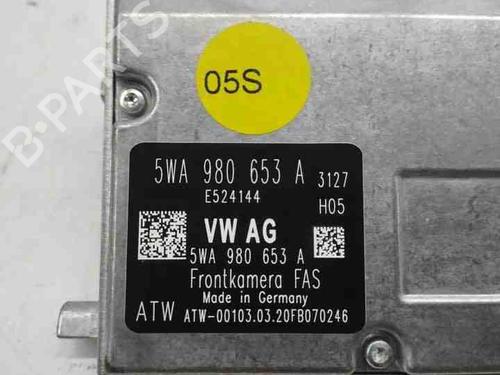 B-PARTS
05S
5WA 980 653 A 3127
E524144 H05
VW AG
5WA 980 653 A
Frontkamera FAS
Made in Germany
ATW ATW-00103.03.20FB070246